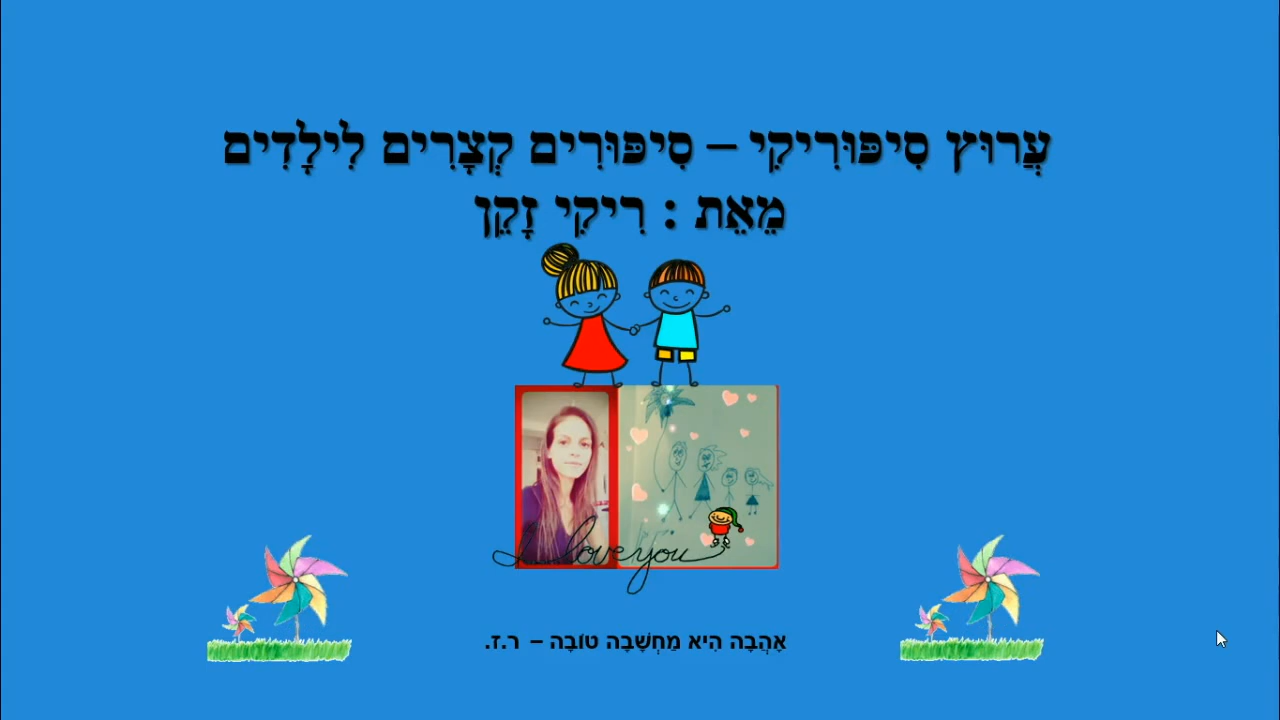 עֲרוּץ סִיפּוּרִיקִי – סִיפּוּרִים קְצָרִים לִילָדִים
מֵאֵת : רִיקִי זָקֵן
I love you
אַהֲבָה הִיא מַחְשָׁבָה טוֹבָה – ר.ז.